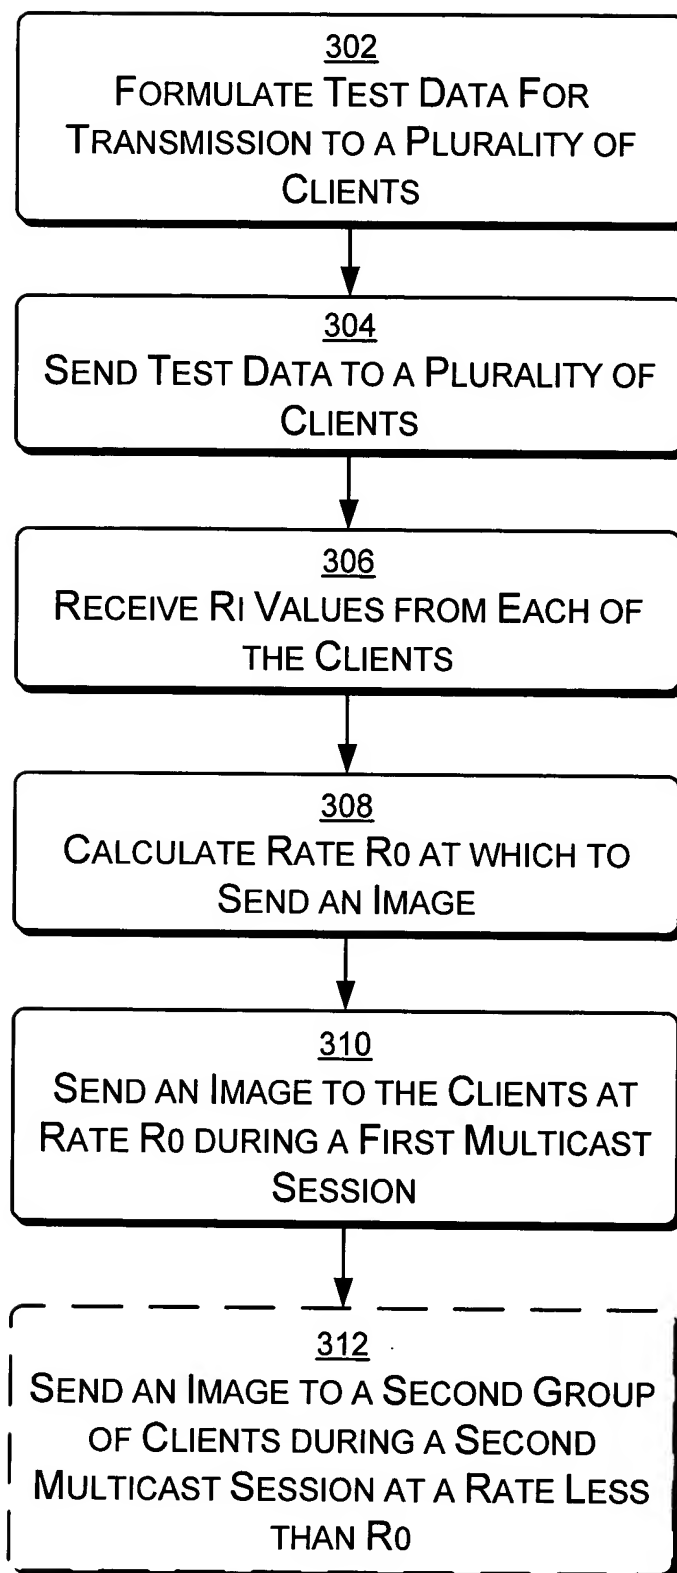 302
FORMULATE TEST DATA FOR
TRANSMISSION TO A PLURALITY OF
CLIENTS
304
SEND TEST DATA TO A PLURALITY OF
CLIENTS
306
RECEIVE RI VALUES FROM EACH OF
THE CLIENTS
308
CALCULATE RATE R0 AT WHICH TO
SEND AN IMAGE
310
SEND AN IMAGE TO THE CLIENTS AT
RATE R0 DURING A FIRST MULTICAST
SESSION
312
SEND AN IMAGE TO A SECOND GROUP
OF CLIENTS DURING A SECOND
MULTICAST SESSION AT A RATE LESS
THAN R0